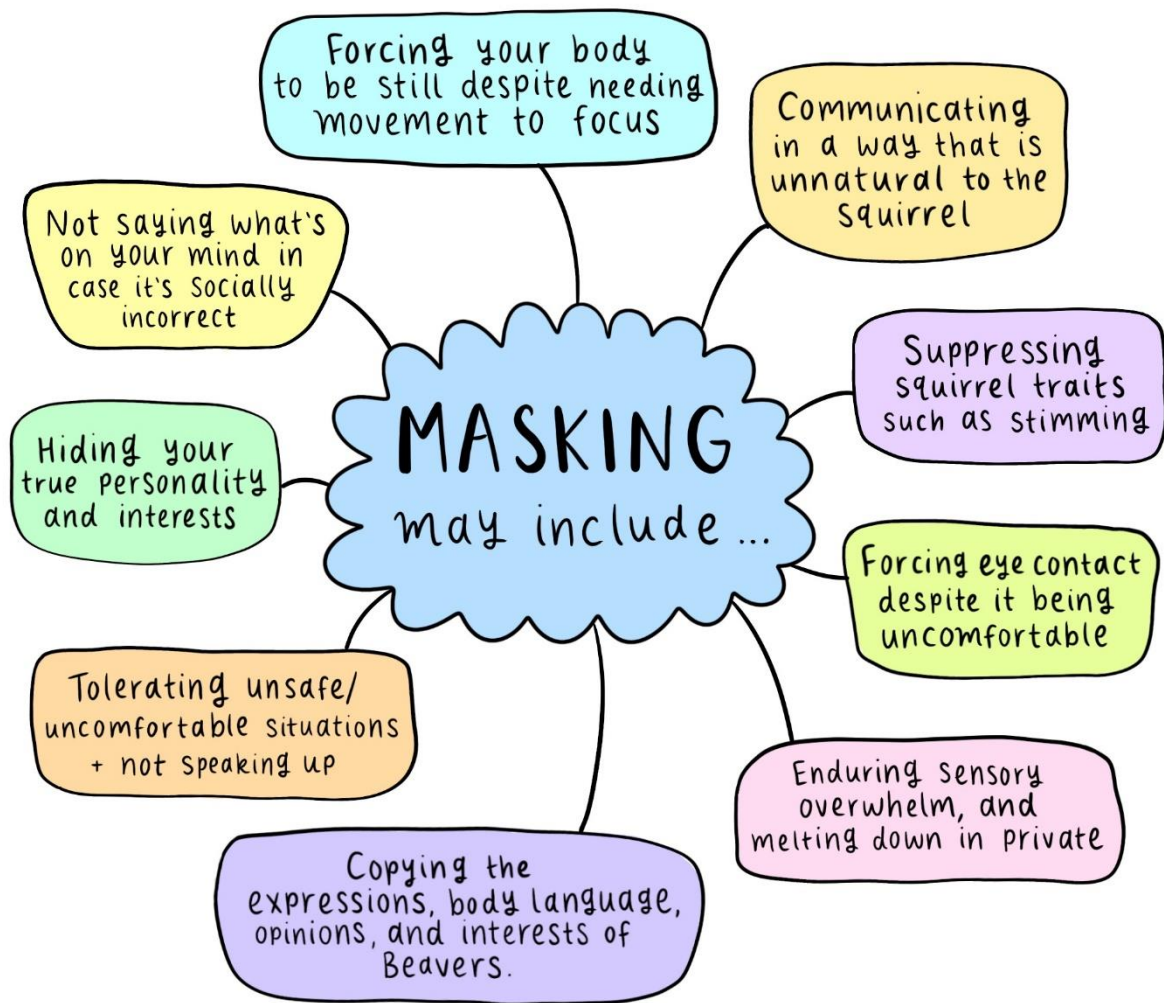 MASKING
may include...
Forcing your body
to be still despite needing
movement to focus
Communicating
in a way that is
unnatural to the
squirrel
Suppressing
squirrel traits
such as stimming
Forcing eye contact
despite it being
uncomfortable
Enduring sensory
overwhelm, and
melting down in private
Copying the
expressions, body language,
opinions, and interests of
Beavers.
Tolerating unsafe/
uncomfortable situations
+ not speaking up
Hiding your
true personality
and interests
Not saying what's
on your mind in
case it's socially
incorrect